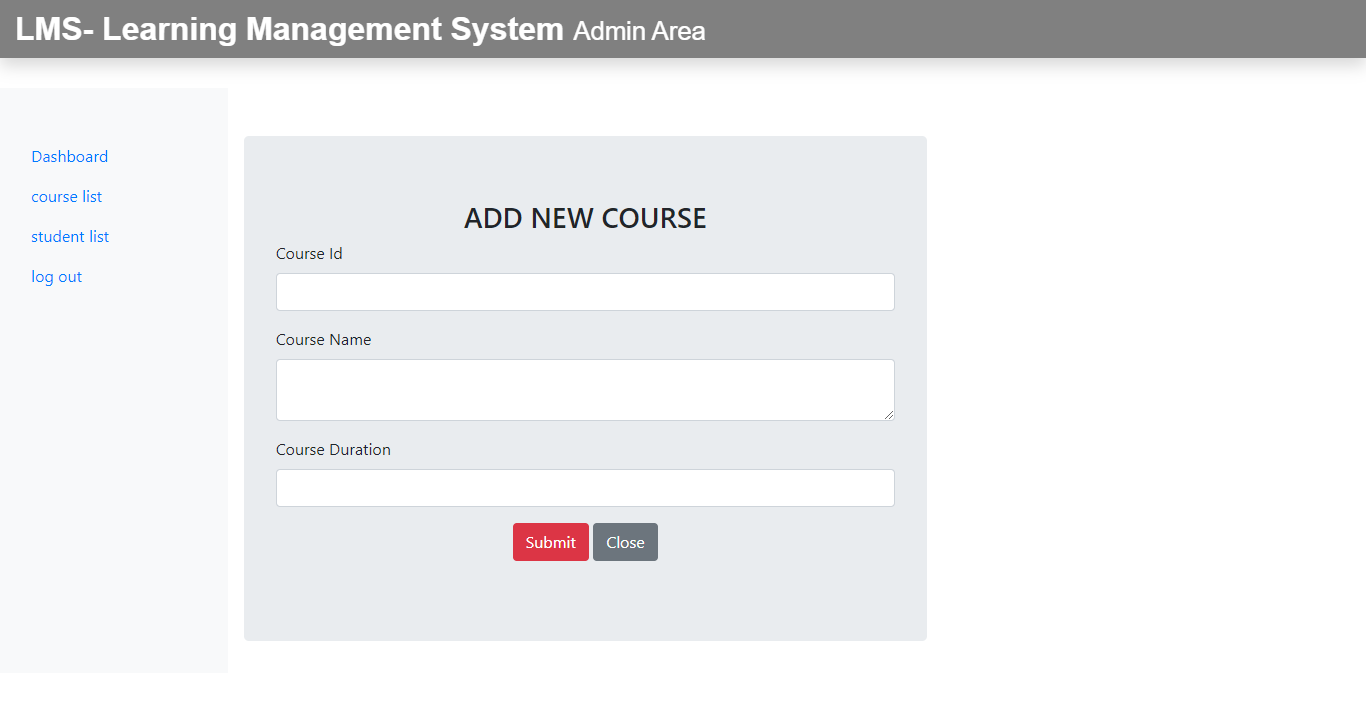 LMS- Learning Management System Admin Area
Dashboard
course list
student list
log out
ADD NEW COURSE
Course Id
Course Name
Course Duration
Submit Close